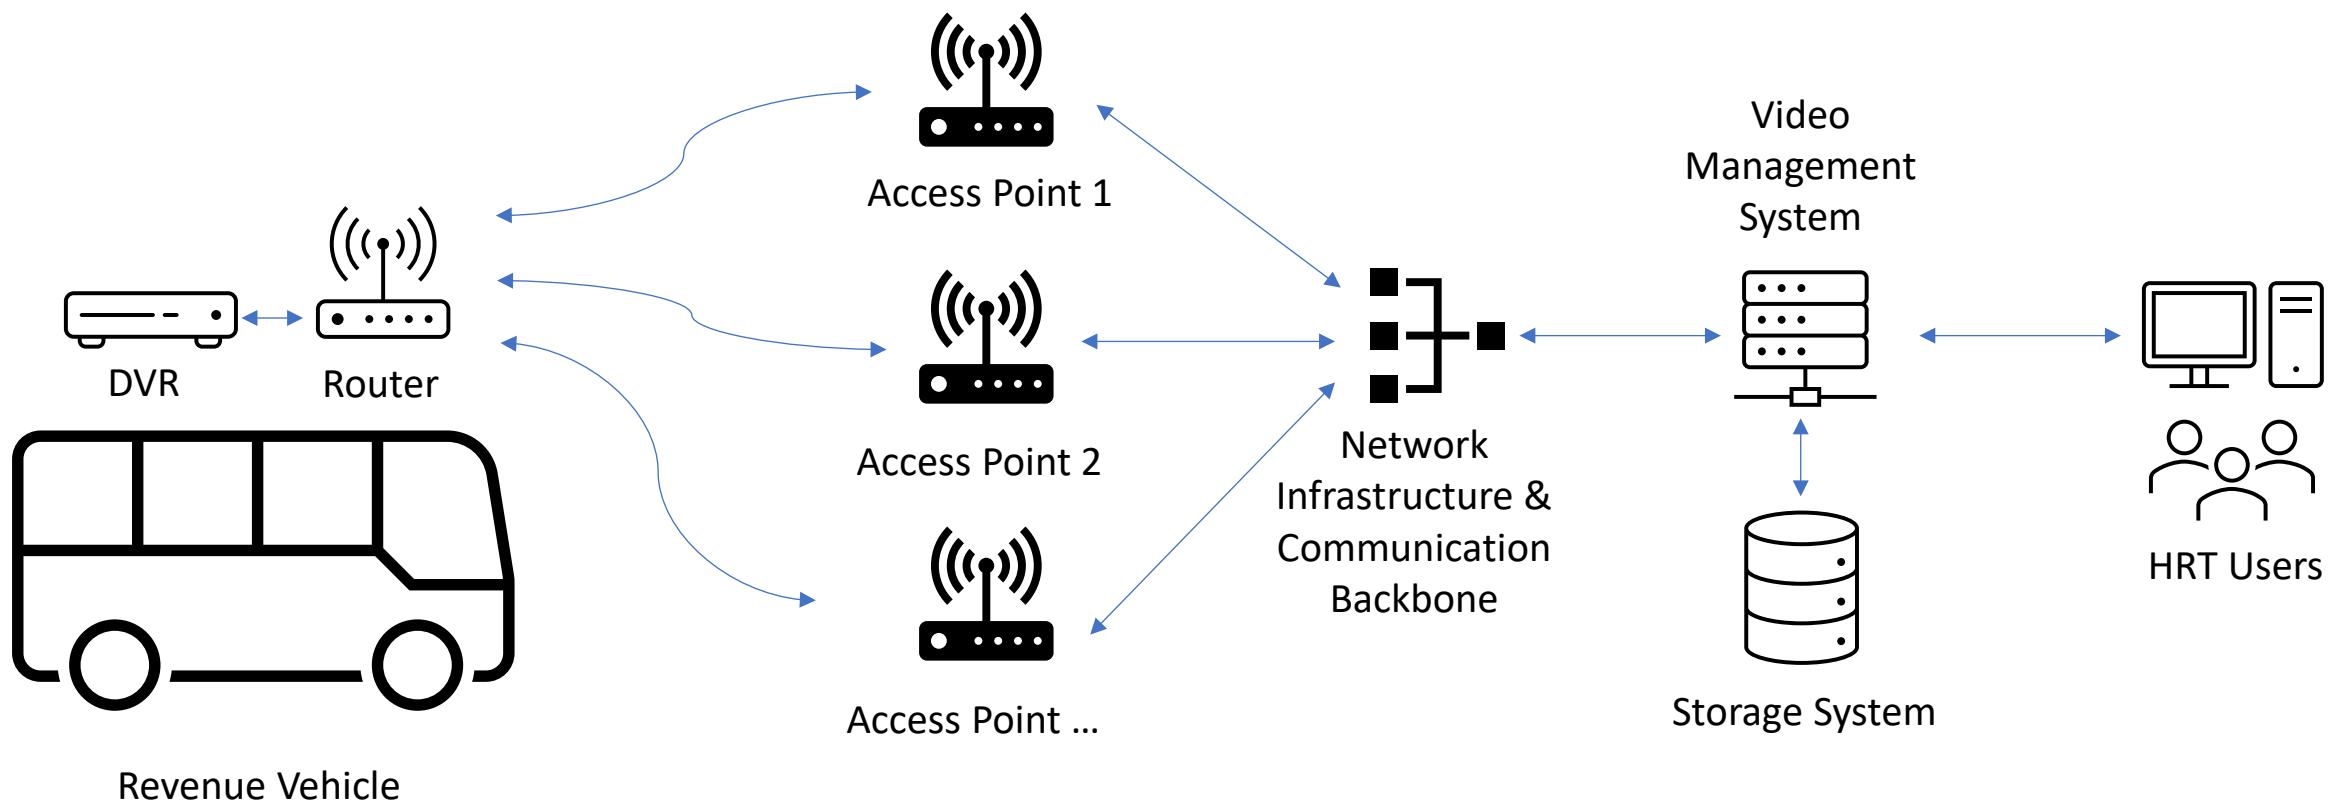 DVR
Router
Revenue Vehicle
Access Point 1
Access Point 2
Access Point ...
Network
Infrastructure &
Communication
Backbone
Video
Management
System
Storage System
HRT Users